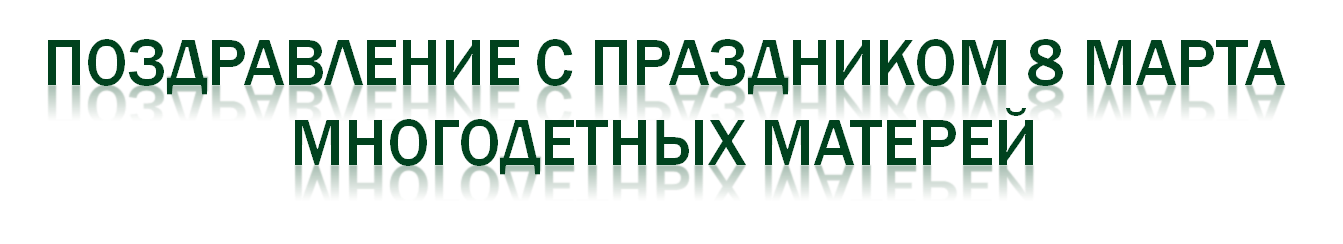 ПОЗДРАВЛЕНИЕ С ПРАЗДНИКОМ 8 МАРТА
МНОГОДЕТНЫХ МАТЕРЕЙ